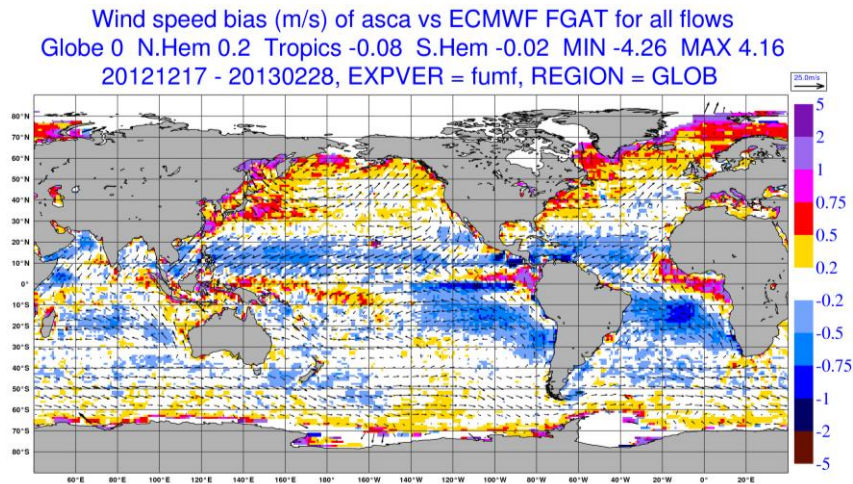 Wind speed bias (m/s) of asca vs ECMWF FGAT for all flows
Globe 0 N.Hem 0.2 Tropics -0.08 S.Hem -0.02 MIN -4.26 MAX 4.16
20121217 - 20130228, EXPVER = fumf, REGION = GLOB
25.0m/s
80°N
70°N
60°N
50°N
40°N
30°N
20°N
10°N
0°
10°S
20°S
30°S
40°S
50°S
60°S
70°S
80°S
60°E 80°E 100°E 120°E 140°E 160°E 180° 160°W 140°W 120°W 100°W 80°W 60°W 40°W 20°W 0° 20°E
5
2
1
0.75
0.5
0.2
-0.2
-0.5
-0.75
-1
-2
-5